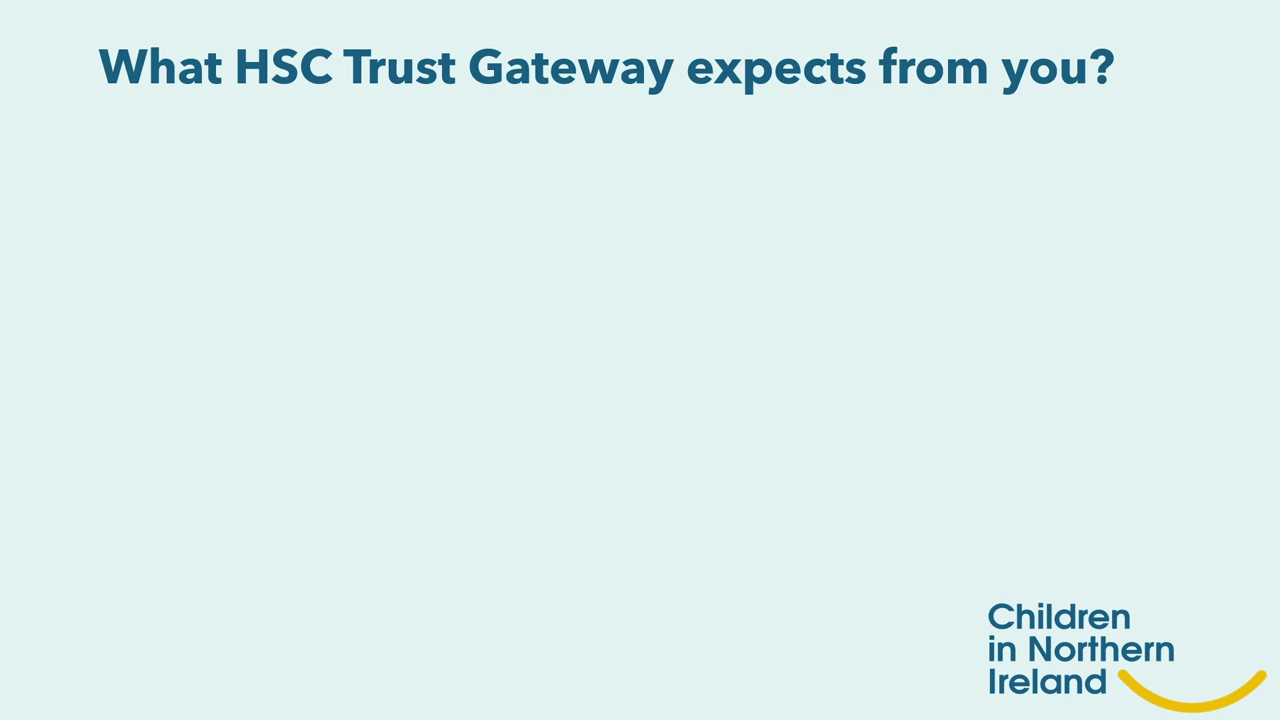 What HSC Trust Gateway expects from you?
Children
in Northern
Ireland